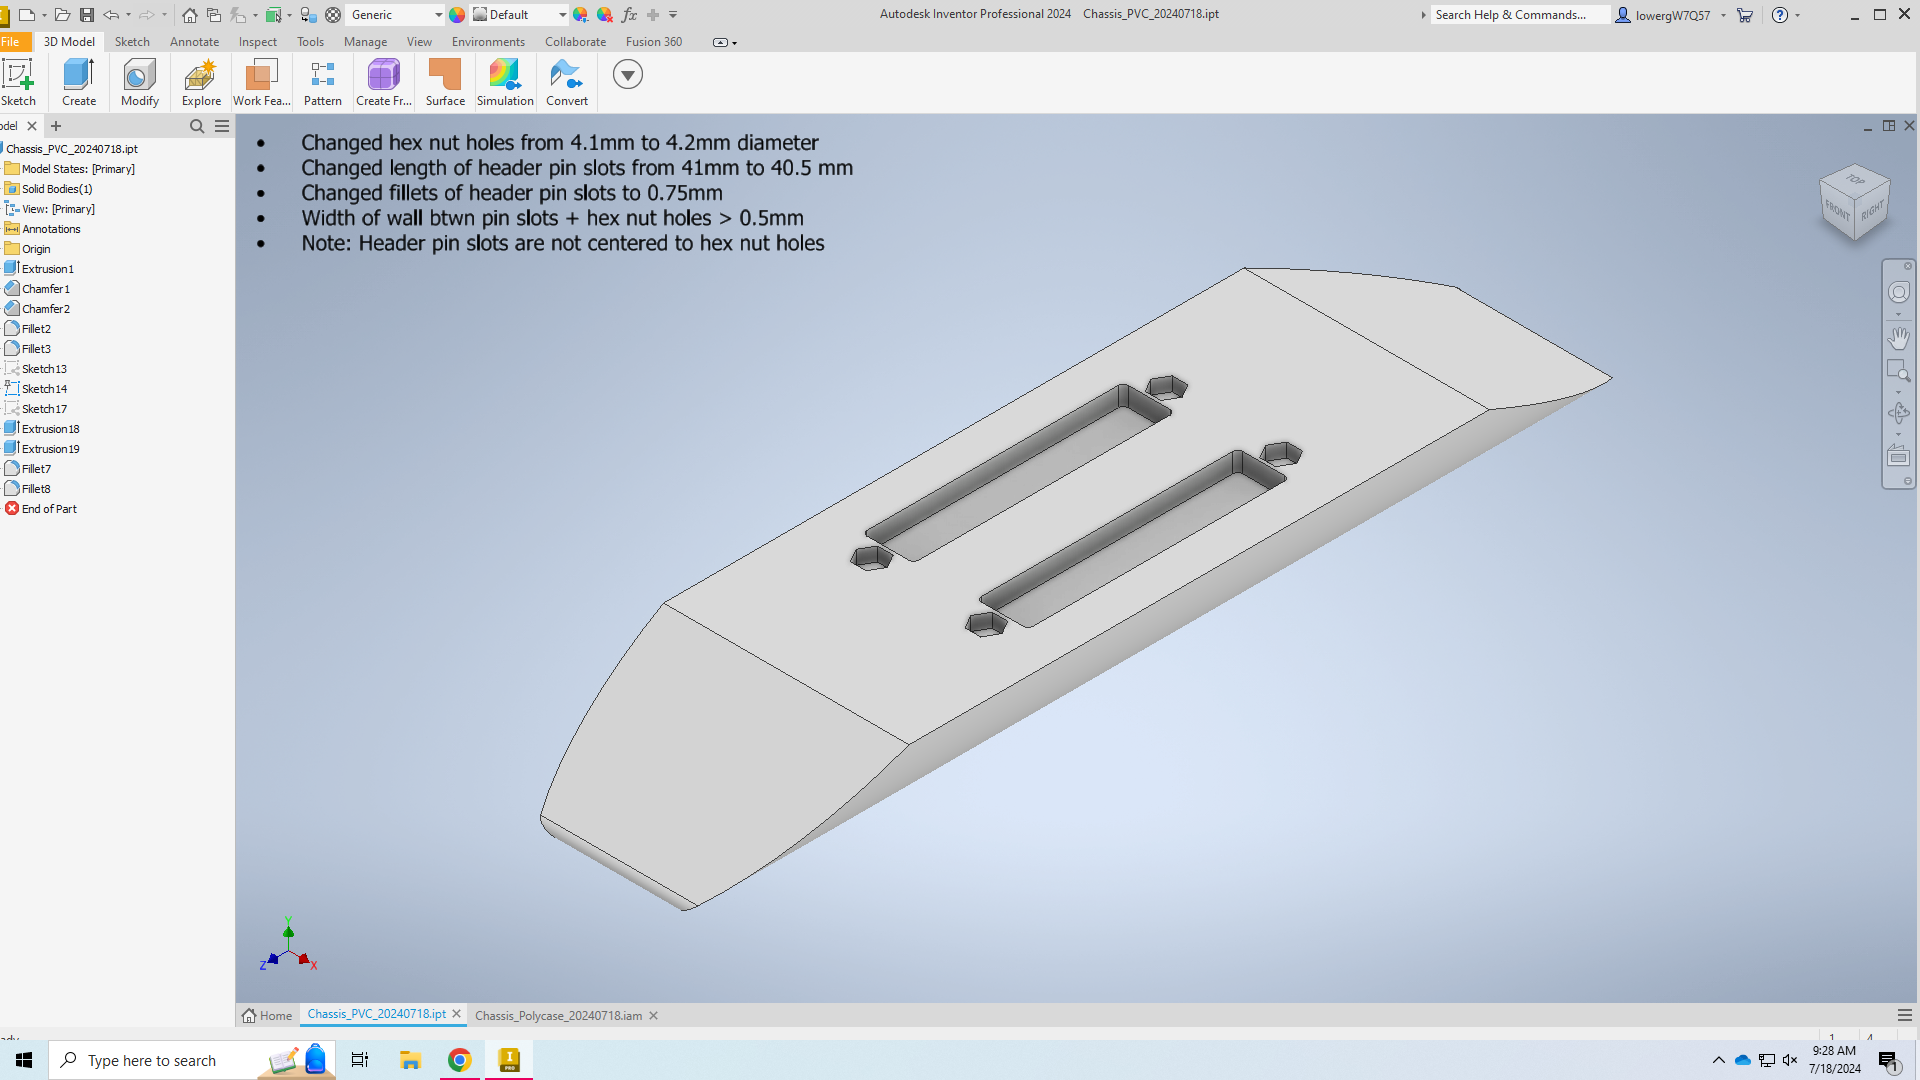 Generic
Default
Autodesk Inventor Professional 2024 Chassis_PVC_20240718.ipt
Search Help & Commands...
lowergW7Q57
File 3D Model Sketch Annotate Inspect Tools Manage View Environments Collaborate Fusion 360
Sketch Create Modify Explore Work Fea... Pattern Create Fr... Surface Simulation Convert
odel
Chassis_PVC_20240718.ipt
Model States: [Primary]
Solid Bodies(1)
View: [Primary]
Annotations
Origin
Extrusion1
Chamfer1
Chamfer2
Fillet2
Fillet3
Sketch13
Sketch14
Sketch17
Extrusion18
Extrusion19
Fillet7
Fillet8
End of Part
• Changed hex nut holes from 4.1mm to 4.2mm diameter
• Changed length of header pin slots from 41mm to 40.5 mm
• Changed fillets of header pin slots to 0.75mm
• Width of wall btwn pin slots + hex nut holes > 0.5mm
• Note: Header pin slots are not centered to hex nut holes
TOP
FRONT RIGHT
Y
Z X
Home Chassis_PVC_20240718.ipt Chassis_Polycase_20240718.iam
Type here to search
9:28 AM
7/18/2024
1